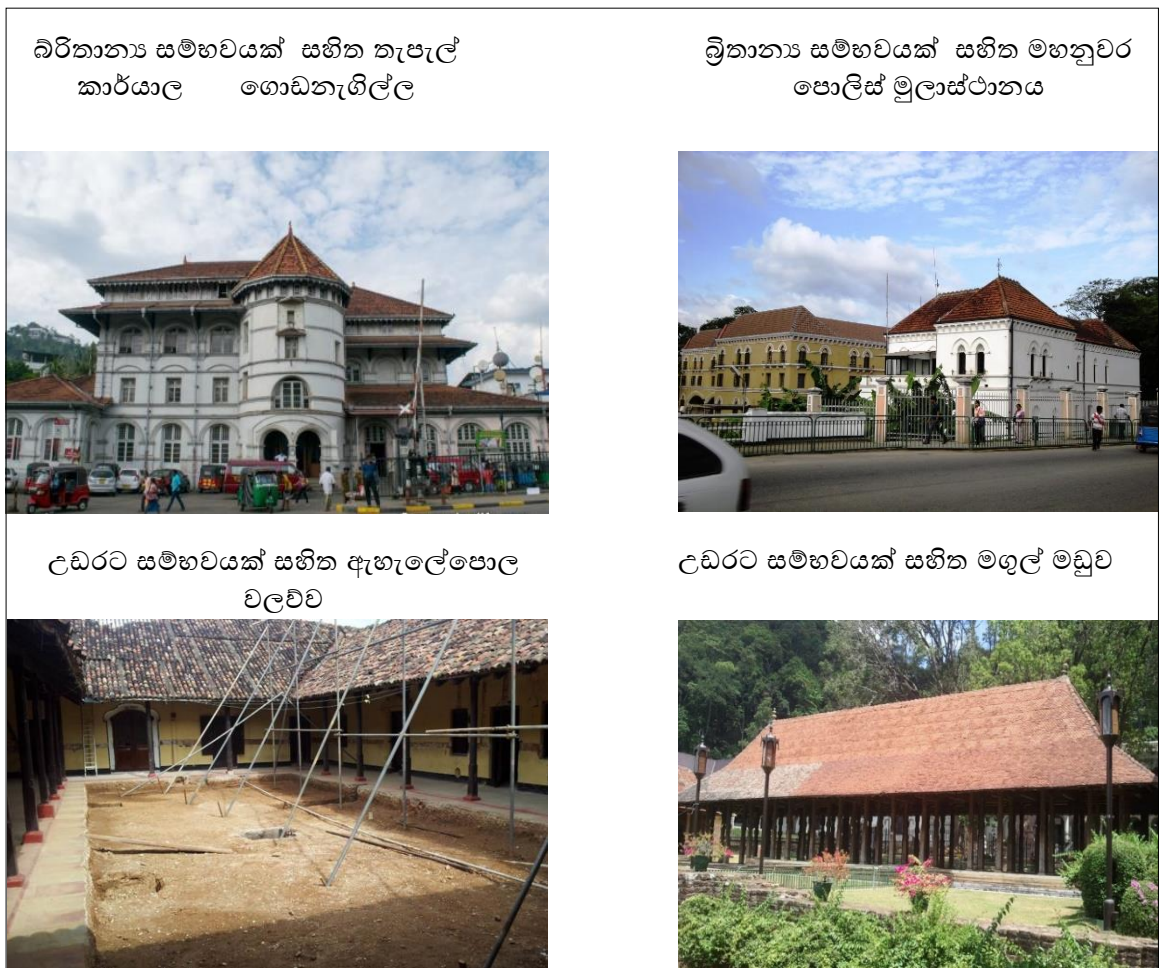 බ්රිතාන්‍ය සම්භවයක්  සහිත තැපැල්
කාර්යාල ගොඩනැගිල්ල
බ්‍රිතාන්‍ය සම්භවයක්  සහිත මහනුවර
පොලිස් මුලාස්ථානය
උඩරට සම්භවයක් සහිත ඇහැලේපොල
වලව්ව
උඩරට සම්භවයක් සහිත මගුල් මඩුව